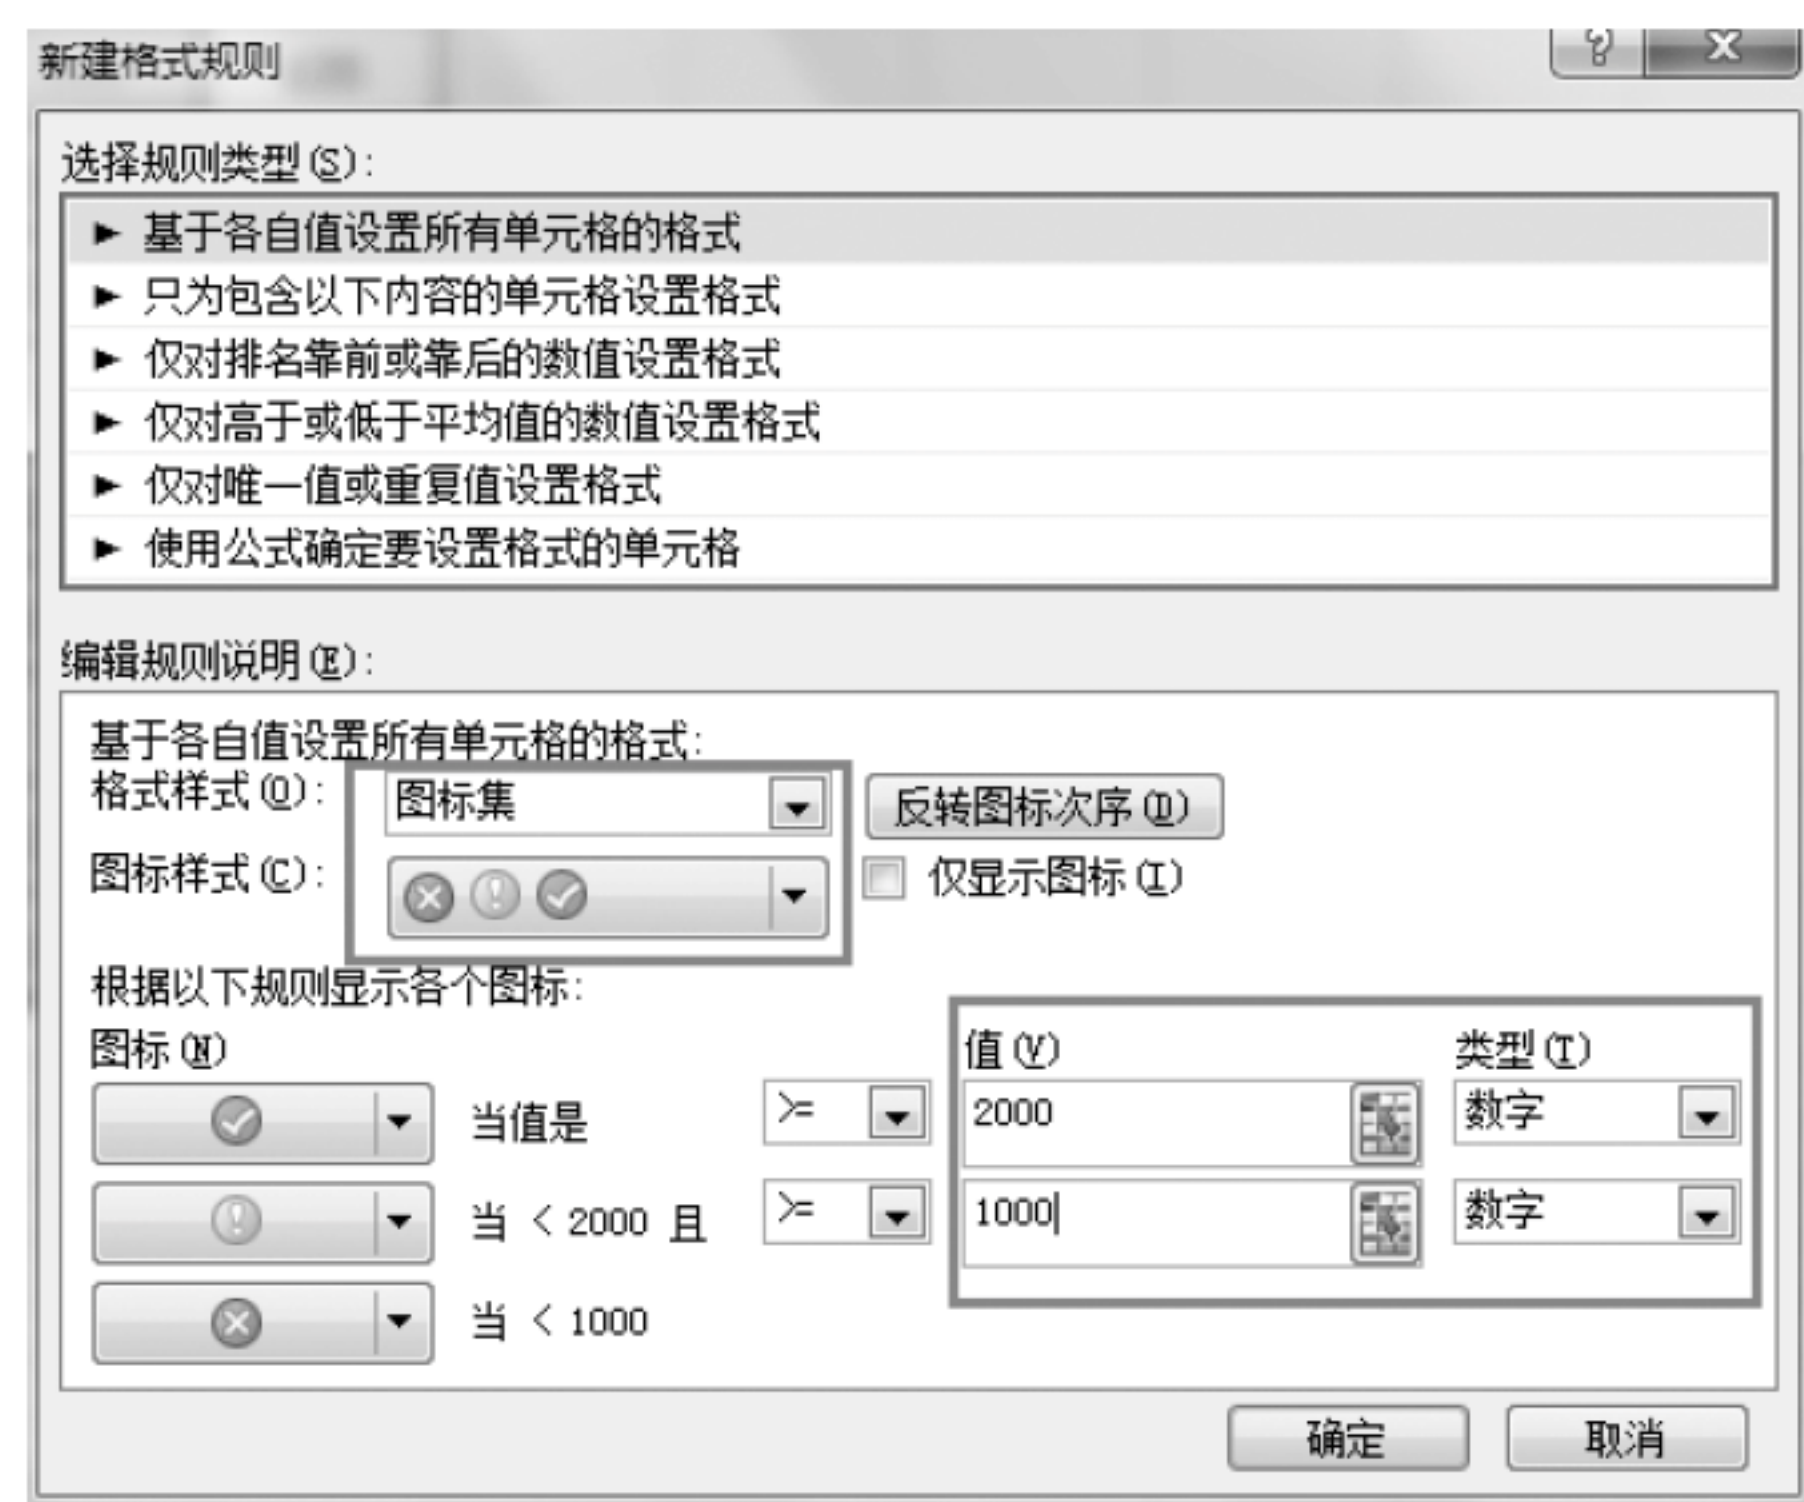 新建格式规则
选择规则类型(S):
► 基于各自值设置所有单元格的格式
► 只为包含以下内容的单元格设置格式
► 仅对排名靠前或靠后的数值设置格式
► 仅对高于或低于平均值的数值设置格式
► 仅对唯一值或重复值设置格式
► 使用公式确定要设置格式的单元格
编辑规则说明(E):
基于各自值设置所有单元格的格式:
格式样式(O): 图标集 反转图标次序(D)
图标样式(C): 仅显示图标(I)
根据以下规则显示各个图标:
图标(N) 值(V) 类型(T)
当值是 >= 2000 数字
当 < 2000 且 >= 1000 数字
当 < 1000
确定 取消